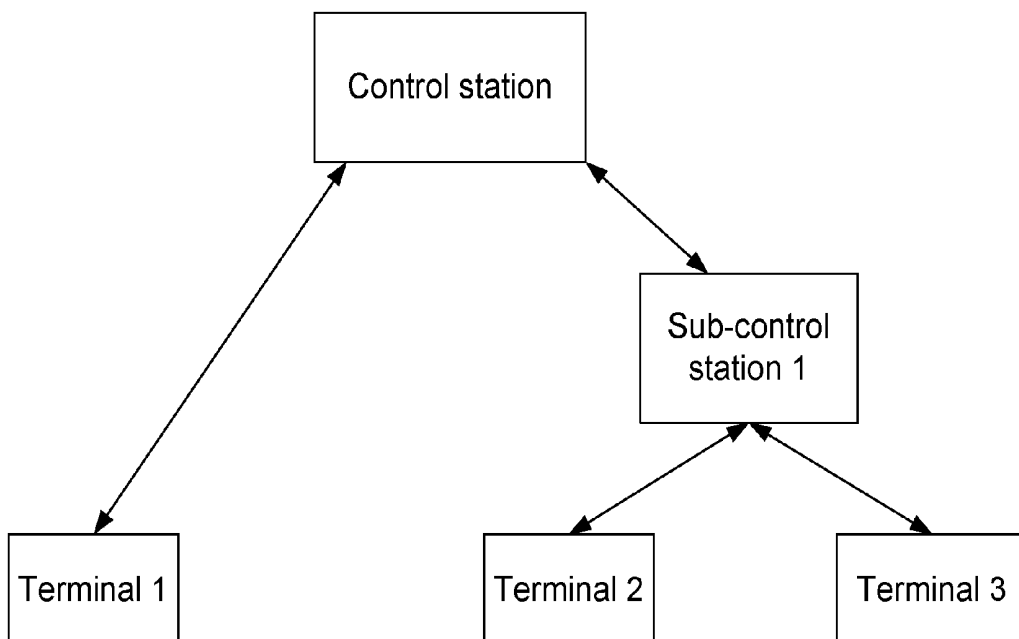 Control station
Sub-control
station 1
Terminal 1
Terminal 2
Terminal 3